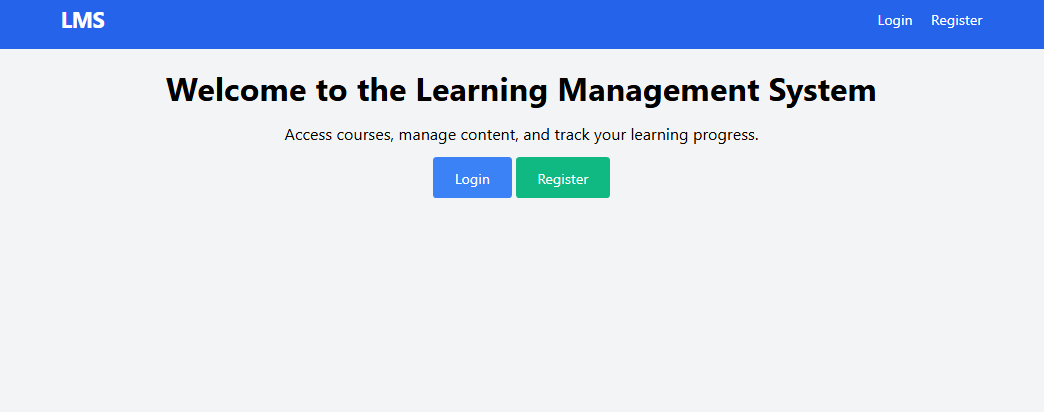 LMS
Login Register
Welcome to the Learning Management System
Access courses, manage content, and track your learning progress.
Login Register